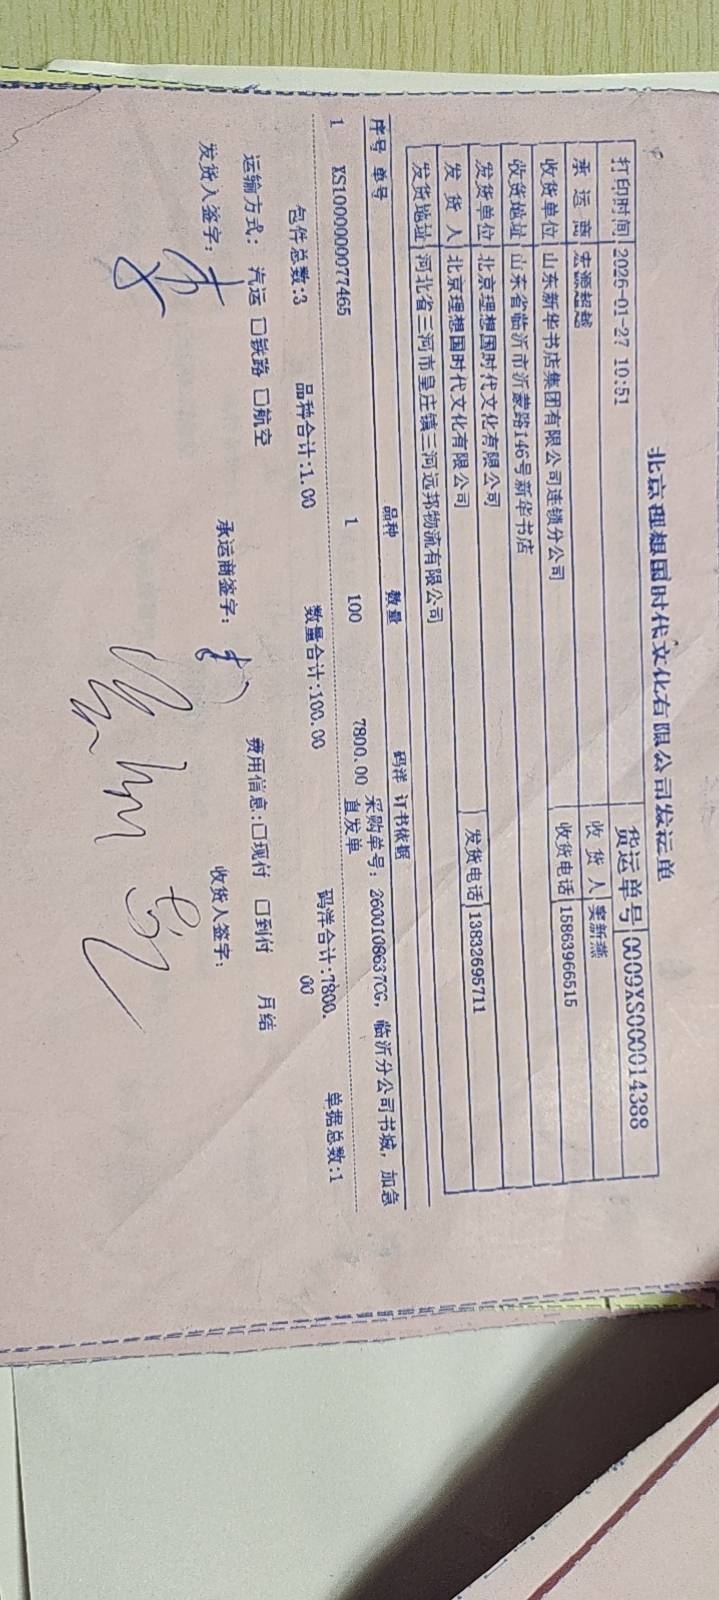 北京理想国时代文化有限公司发运单
打印时间 2026-01-27 10:51 货运单号 0009XS000014388
承运商 宏源超越 收货人 窦新燕
收货单位 山东新华书店集团有限公司连锁分公司 收货电话 15863966515
收货地址 山东省临沂市沂蒙路146号新华书店
发货单位 北京理想国时代文化有限公司
发货人 北京理想国时代文化有限公司 发货电话 13832695711
发货地址 河北省三河市皇庄镇三河远邦物流有限公司
序号 单号 品种 数量 码洋 订书依据
1 XS1000000077465 1 100 7800.00 采购单号: 260010863TCG, 临沂分公司书城, 加急
直发单
包件总数:3 品种合计:1.00 数量合计:100.00 码洋合计:7800.00 单据总数:1
运输方式: 汽运 口铁路 口航空 费用信息:口现付 口到付 月结
发货人签字: 承运商签字: 收货人签字: